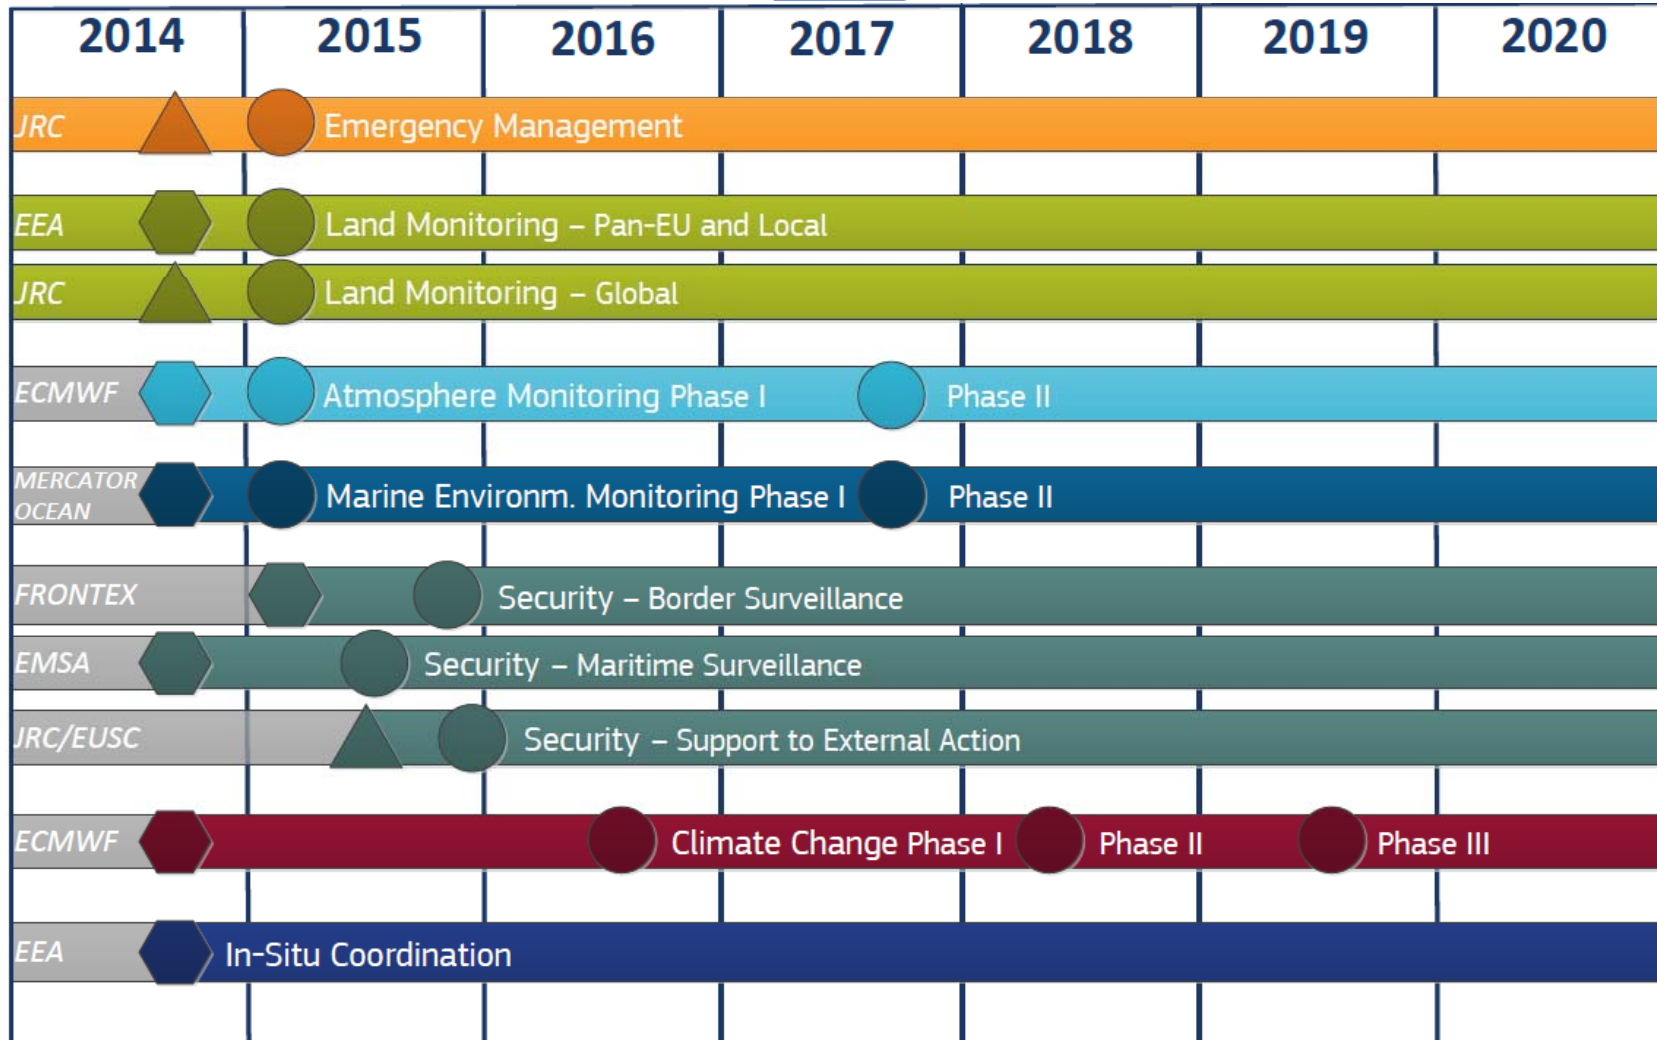 2014 2015 2016 2017 2018 2019 2020
JRC Emergency Management
EEA Land Monitoring – Pan-EU and Local
JRC Land Monitoring – Global
ECMWF Atmosphere Monitoring Phase I Phase II
MERCATOR
OCEAN
Marine Environm. Monitoring Phase I Phase II
FRONTEX Security – Border Surveillance
EMSA Security – Maritime Surveillance
JRC/EUSC Security – Support to External Action
ECMWF Climate Change Phase I Phase II Phase III
EEA In-Situ Coordination